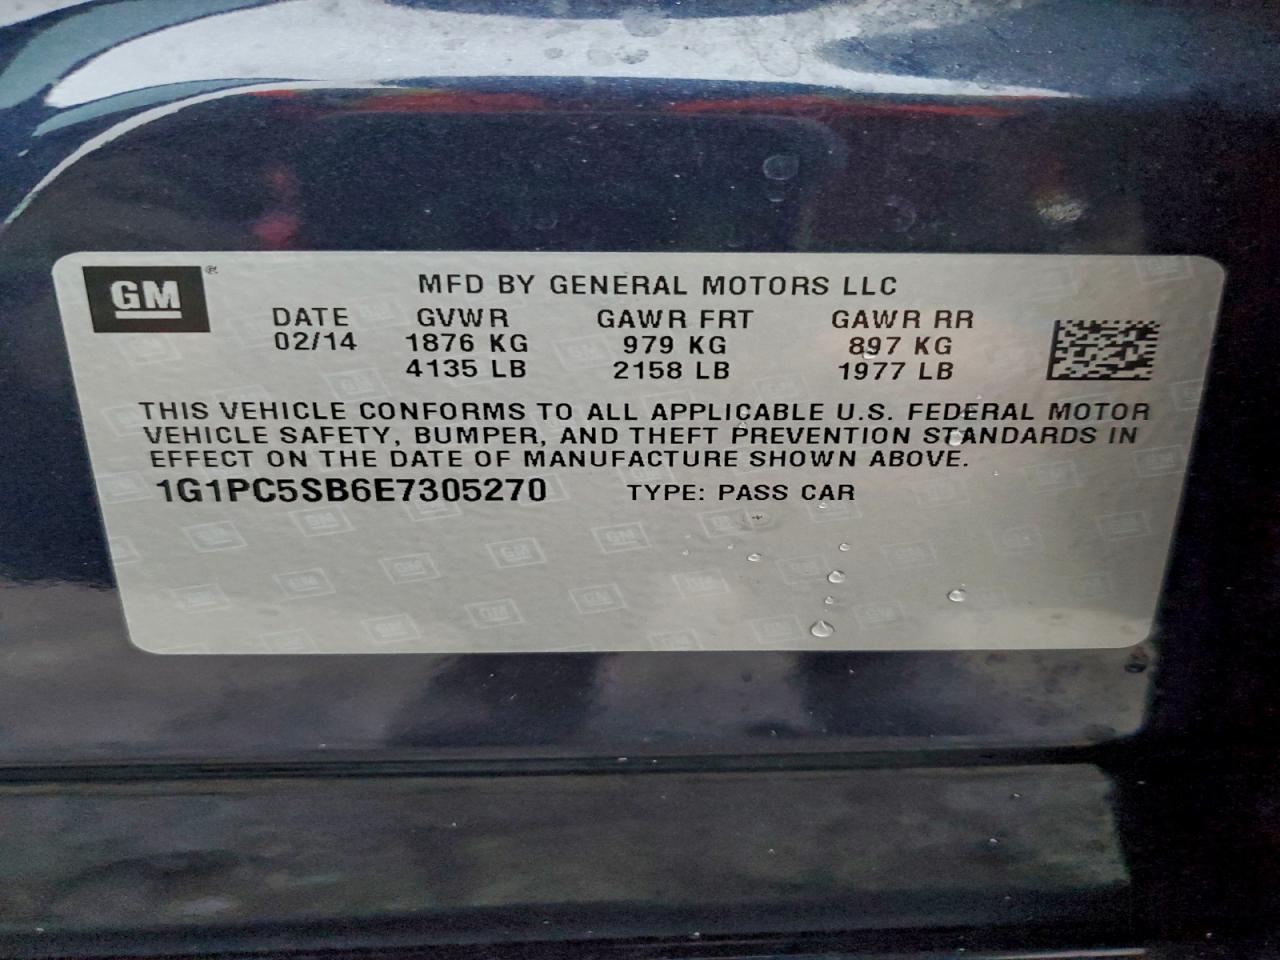 GM ®
MFD BY GENERAL MOTORS LLC
DATE GVWR GAWR FRT GAWR RR
02/14 1876 KG 979 KG 897 KG
4135 LB 2158 LB 1977 LB
THIS VEHICLE CONFORMS TO ALL APPLICABLE U.S. FEDERAL MOTOR
VEHICLE SAFETY, BUMPER, AND THEFT PREVENTION STANDARDS IN
EFFECT ON THE DATE OF MANUFACTURE SHOWN ABOVE.
1G1PC5SB6E7305270 TYPE: PASS CAR